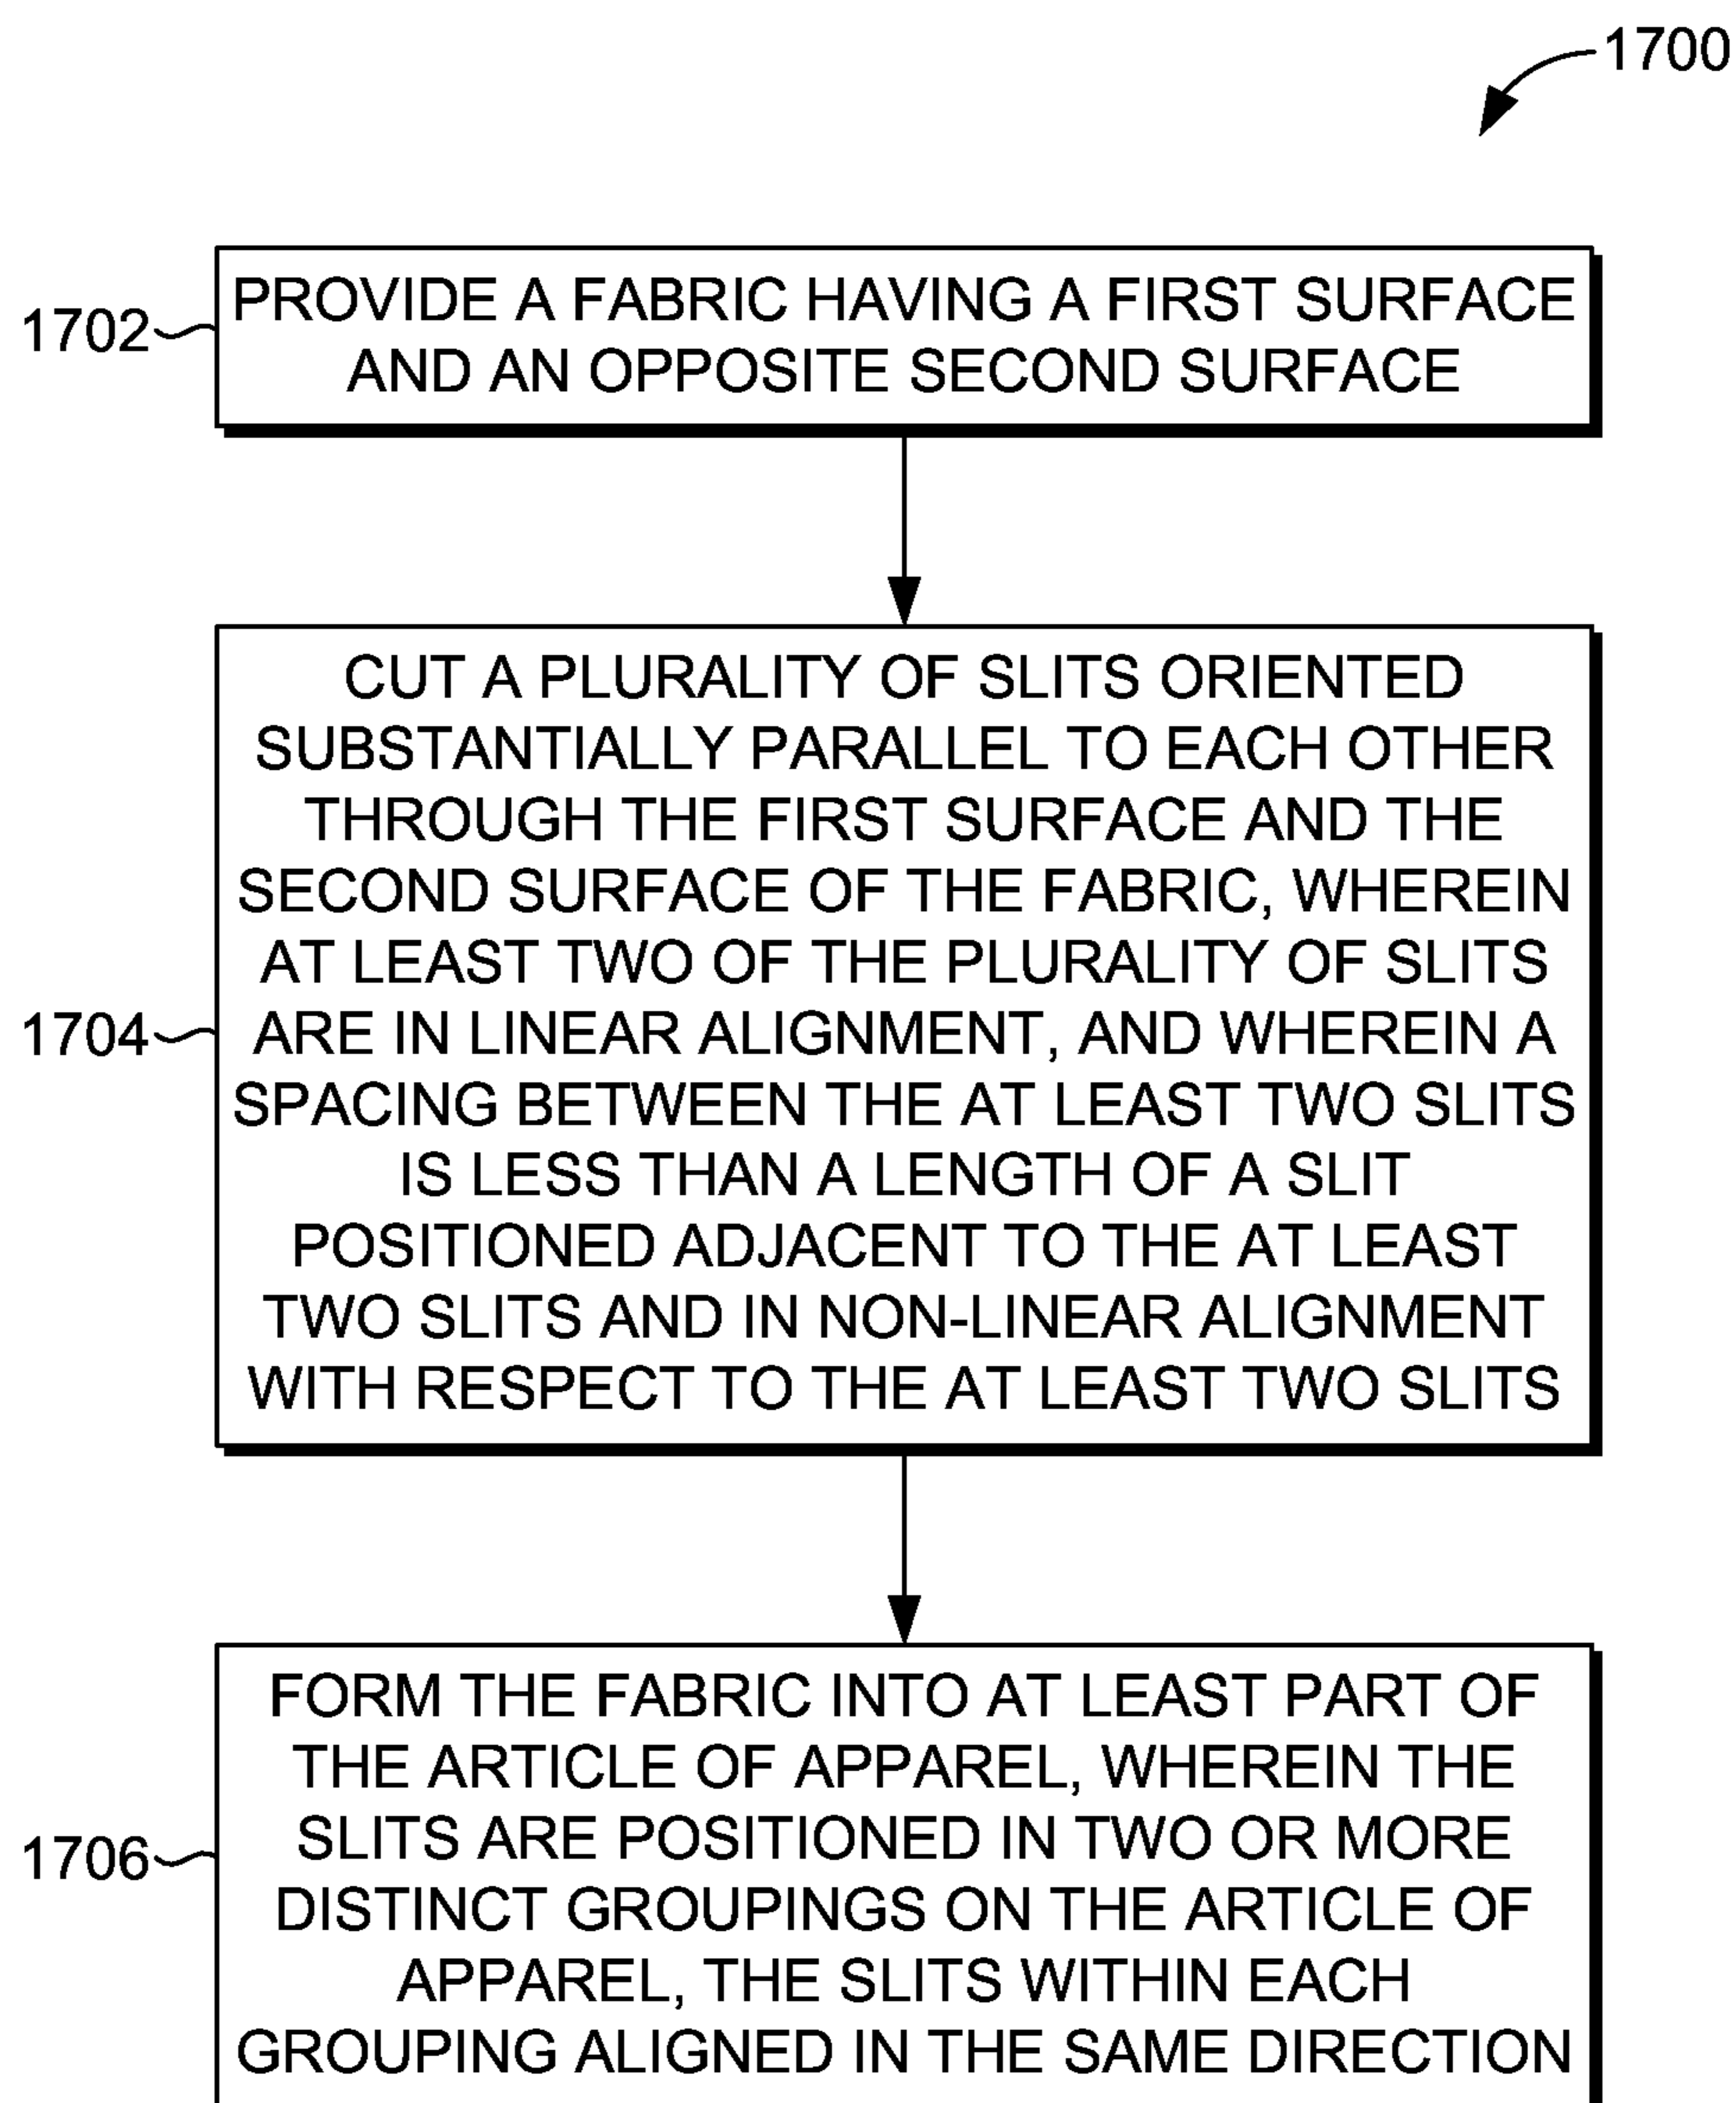 1700
1702
PROVIDE A FABRIC HAVING A FIRST SURFACE
AND AN OPPOSITE SECOND SURFACE
1704
CUT A PLURALITY OF SLITS ORIENTED
SUBSTANTIALLY PARALLEL TO EACH OTHER
THROUGH THE FIRST SURFACE AND THE
SECOND SURFACE OF THE FABRIC, WHEREIN
AT LEAST TWO OF THE PLURALITY OF SLITS
ARE IN LINEAR ALIGNMENT, AND WHEREIN A
SPACING BETWEEN THE AT LEAST TWO SLITS
IS LESS THAN A LENGTH OF A SLIT
POSITIONED ADJACENT TO THE AT LEAST
TWO SLITS AND IN NON-LINEAR ALIGNMENT
WITH RESPECT TO THE AT LEAST TWO SLITS
1706
FORM THE FABRIC INTO AT LEAST PART OF
THE ARTICLE OF APPAREL, WHEREIN THE
SLITS ARE POSITIONED IN TWO OR MORE
DISTINCT GROUPINGS ON THE ARTICLE OF
APPAREL, THE SLITS WITHIN EACH
GROUPING ALIGNED IN THE SAME DIRECTION